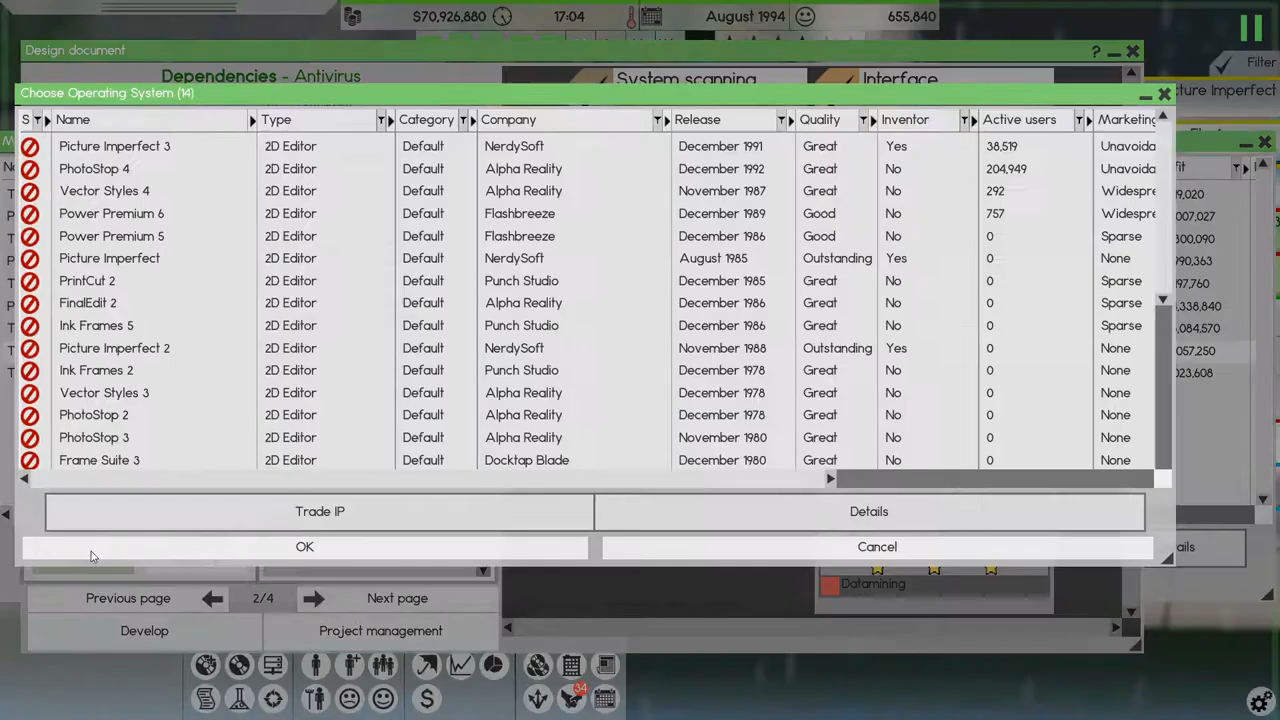 $70,926,880 17:04 August 1994 655,840
Design document ?
Filter
Dependencies - Antivirus System scanning Interface
Choose Operating System (14)
icture Imperfect
S Name Type Category Company Release Quality Inventor Active users Marketing
Picture Imperfect 3 2D Editor Default NerdySoft December 1991 Great Yes 38,519 Unavoida
PhotoStop 4 2D Editor Default Alpha Reality December 1992 Great No 204,949 Unavoida
Vector Styles 4 2D Editor Default Alpha Reality November 1987 Great No 292 Widespre
Power Premium 6 2D Editor Default Flashbreeze December 1989 Good No 757 Widespre
Power Premium 5 2D Editor Default Flashbreeze December 1986 Good No 0 Sparse
Picture Imperfect 2D Editor Default NerdySoft August 1985 Outstanding Yes 0 None
PrintCut 2 2D Editor Default Punch Studio December 1985 Great No 0 Sparse
FinalEdit 2 2D Editor Default Alpha Reality December 1986 Great No 0 Sparse
Ink Frames 5 2D Editor Default Punch Studio December 1986 Great No 0 Sparse
Picture Imperfect 2 2D Editor Default NerdySoft November 1988 Outstanding Yes 0 None
Ink Frames 2 2D Editor Default Punch Studio December 1978 Great No 0 None
Vector Styles 3 2D Editor Default Alpha Reality December 1978 Great No 0 None
PhotoStop 2 2D Editor Default Alpha Reality December 1978 Great No 0 None
PhotoStop 3 2D Editor Default Alpha Reality November 1980 Great No 0 None
Frame Suite 3 2D Editor Default Docktap Blade December 1980 Great No 0 None
Trade IP Details
OK Cancel ails
Datamining
Previous page 2/4 Next page
Develop Project management
34